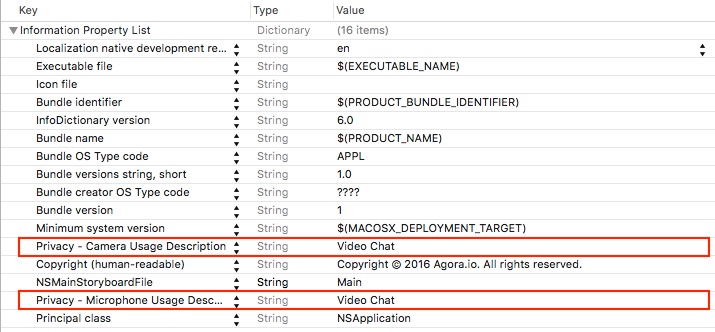 Key Type Value
Information Property List Dictionary (16 items)
Localization native development re... String en
Executable file String $(EXECUTABLE_NAME)
Icon file String
Bundle identifier String $(PRODUCT_BUNDLE_IDENTIFIER)
InfoDictionary version String 6.0
Bundle name String $(PRODUCT_NAME)
Bundle OS Type code String APPL
Bundle versions string, short String 1.0
Bundle creator OS Type code String ????
Bundle version String 1
Minimum system version String $(MACOSX_DEPLOYMENT_TARGET)
Privacy - Camera Usage Description String Video Chat
Copyright (human-readable) String Copyright © 2016 Agora.io. All rights reserved.
NSMainStoryboardFile String Main
Privacy - Microphone Usage Desc... String Video Chat
Principal class String NSApplication